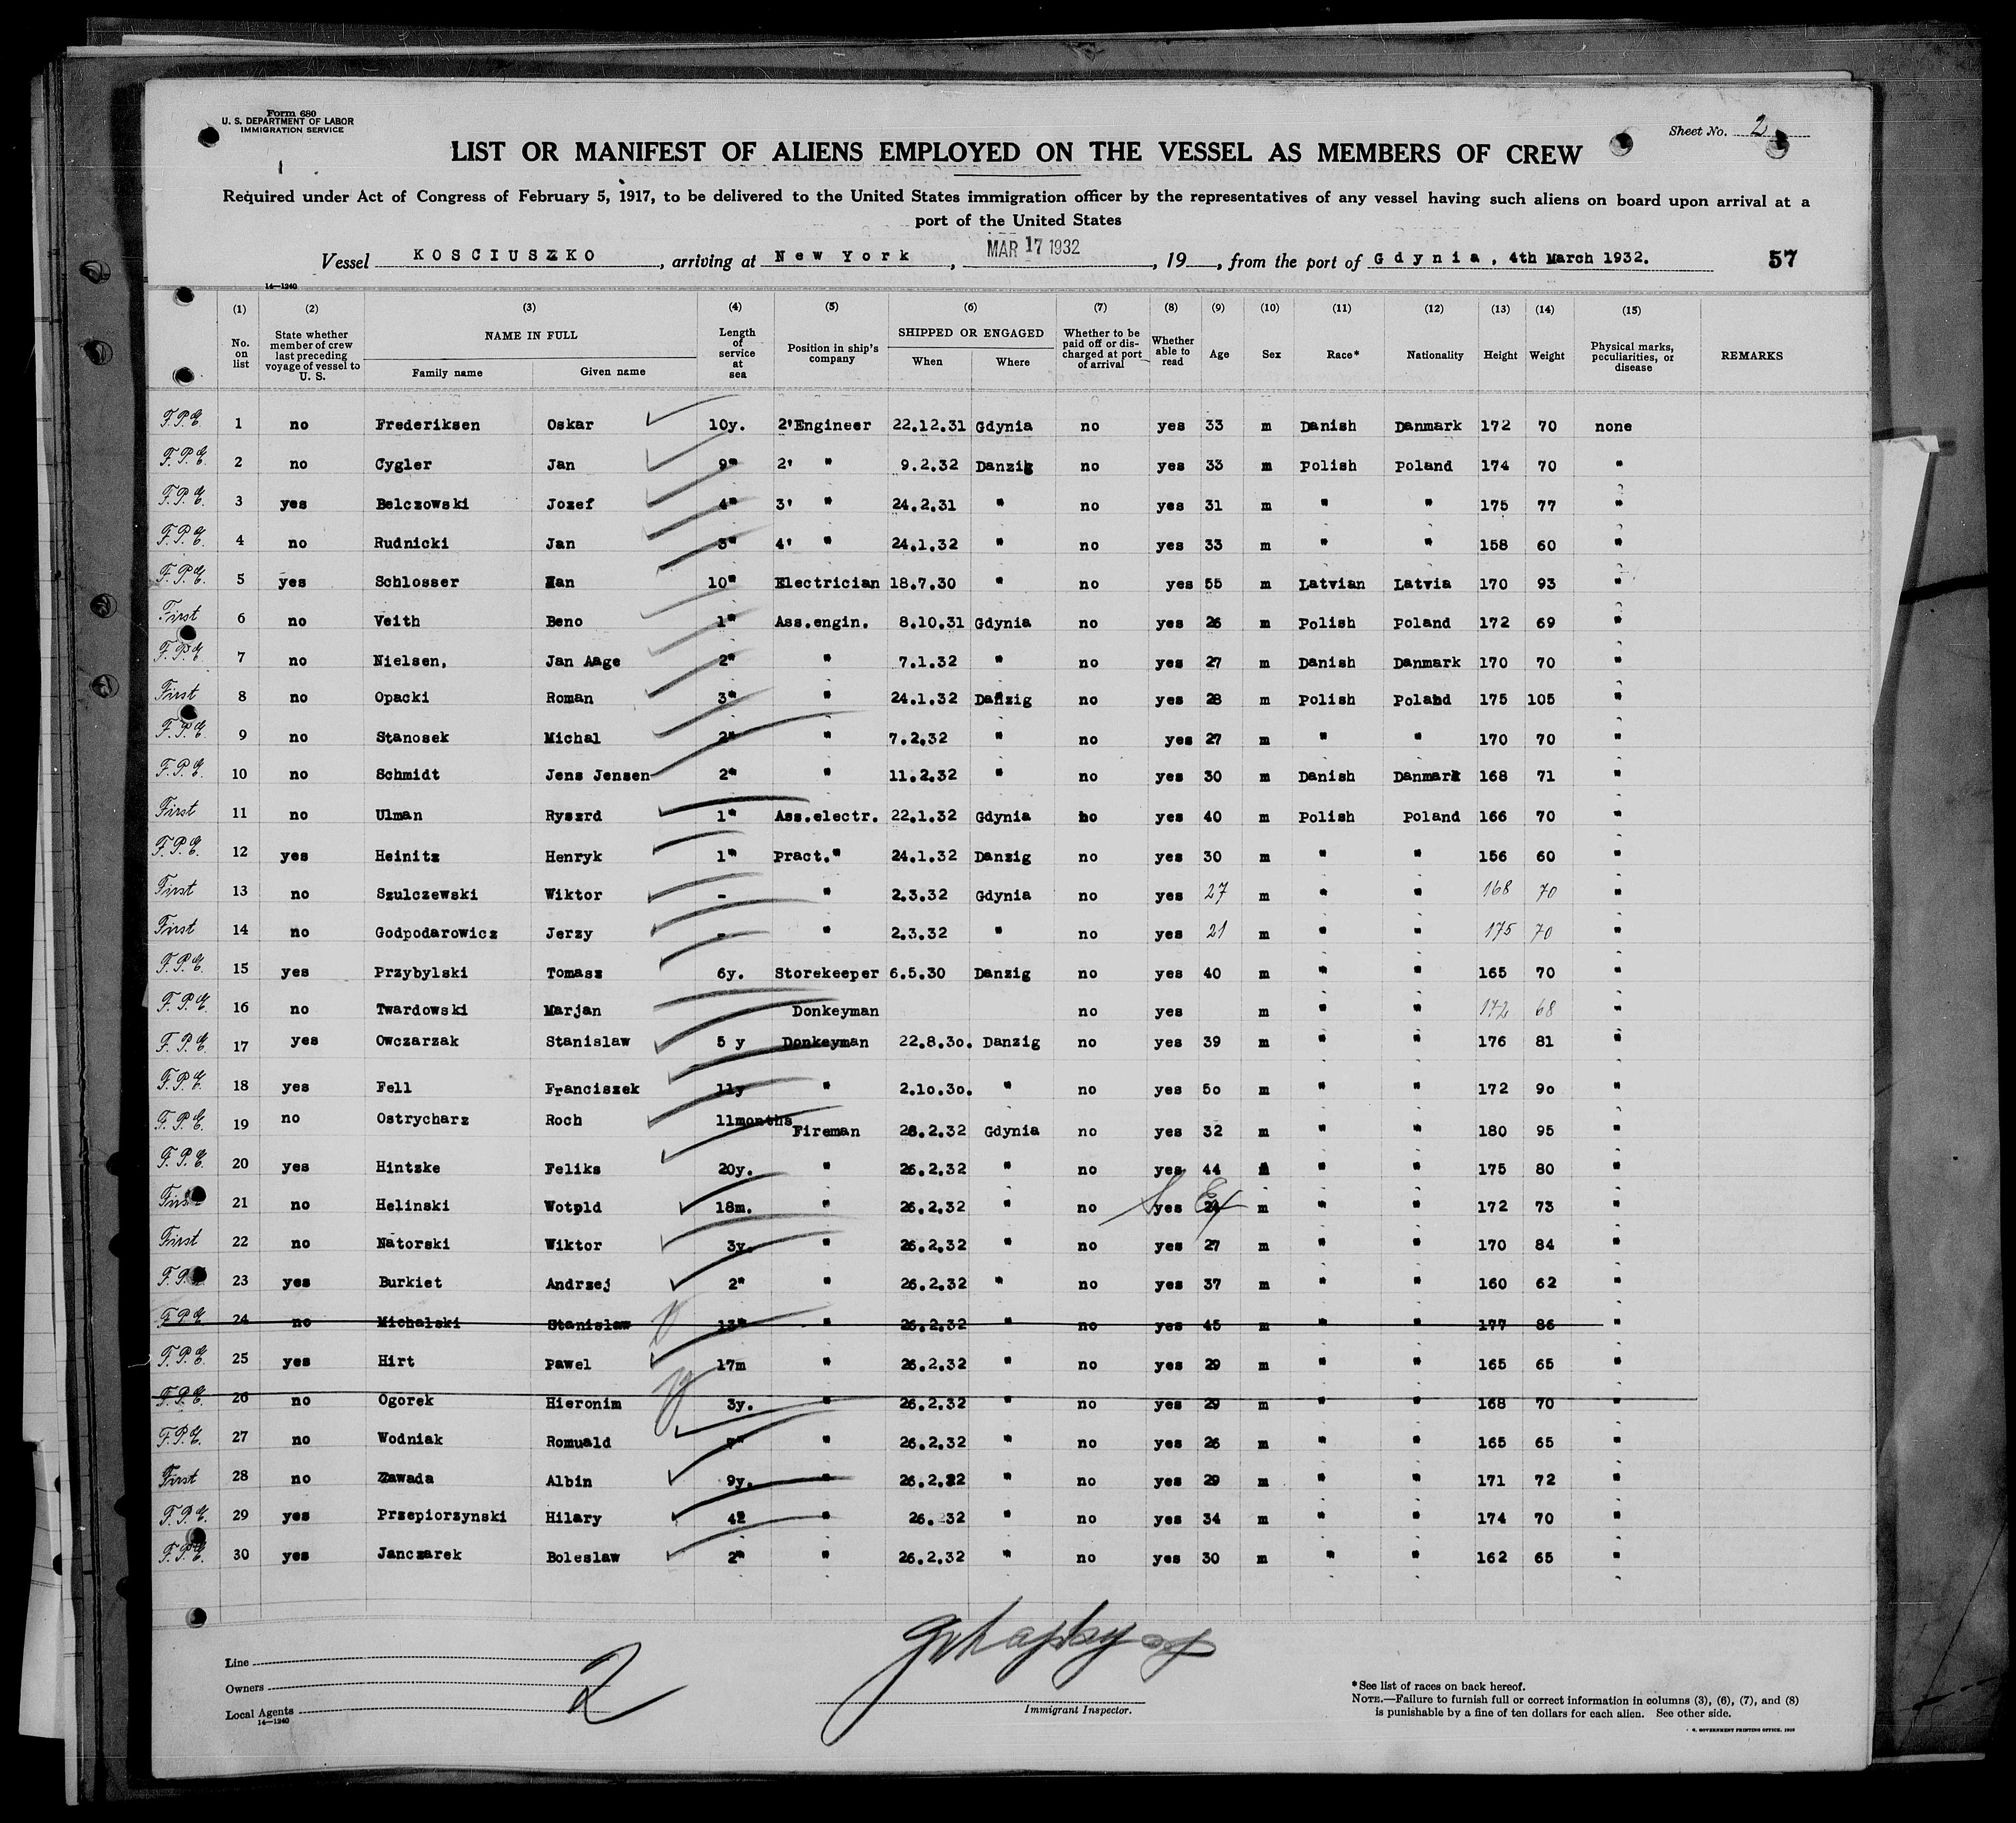 Form 680
U. S. DEPARTMENT OF LABOR
IMMIGRATION SERVICE
Sheet No. 2
LIST OR MANIFEST OF ALIENS EMPLOYED ON THE VESSEL AS MEMBERS OF CREW
Required under Act of Congress of February 5, 1917, to be delivered to the United States immigration officer by the representatives of any vessel having such aliens on board upon arrival at a
port of the United States
Vessel KOSCIUSZKO, arriving at New York, MAR 17 1932, 19 , from the port of Gdynia, 4th March 1932. 57
14—1240
(1) (2) (3) (4) (5) (6) (7) (8) (9) (10) (11) (12) (13) (14) (15)
No. on list State whether member of crew last preceding voyage of vessel to U. S. NAME IN FULL Family name Given name Length of service at sea Position in ship's company SHIPPED OR ENGAGED When Where Whether to be paid off or discharged at port of arrival Whether able to read Age Sex Race* Nationality Height Weight Physical marks, peculiarities, or disease REMARKS
F.P.E. 1 no Frederiksen Oskar 10y. 2'Engineer 22.12.31 Gdynia no yes 33 m Danish Danmark 172 70 none
F.P.E. 2 no Cygler Jan 9" 2' " 9.2.32 Danzig no yes 33 m Polish Poland 174 70 "
F.P.E. 3 yes Belczowski Jozef 4" 3' " 24.2.31 " no yes 31 m " " 175 77 "
F.P.E. 4 no Rudnicki Jan 3" 4' " 24.1.32 " no yes 33 m " " 158 60 "
F.P.E. 5 yes Schlosser Han 10" Electrician 18.7.30 " no yes 55 m Latvian Latvia 170 93 "
First 6 no Veith Beno 1" Ass.engin. 8.10.31 Gdynia no yes 26 m Polish Poland 172 69 "
F.P.E. 7 no Nielsen, Jan Aage 2" " 7.1.32 " no yes 27 m Danish Danmark 170 70 "
First 8 no Opacki Roman 3" " 24.1.32 Danzig no yes 28 m Polish Poland 175 105 "
F.P.E. 9 no Stanosek Michal 2" " 7.2.32 " no yes 27 m " " 170 70 "
F.P.E. 10 no Schmidt Jens Jensen 2" " 11.2.32 " no yes 30 m Danish Danmark 168 71 "
First 11 no Ulman Ryszrd 1" Ass.electr. 22.1.32 Gdynia no yes 40 m Polish Poland 166 70 "
F.P.E. 12 yes Heinitz Henryk 1" Pract." 24.1.32 Danzig no yes 30 m " " 156 60 "
First 13 no Szulczewski Wiktor - " 2.3.32 Gdynia no yes 27 m " " 168 70 "
First 14 no Godpodarowicz Jerzy - " 2.3.32 " no yes 21 m " " 175 70 "
F.P.E. 15 yes Przybylski Tomasz 6y. Storekeeper 6.5.30 Danzig no yes 40 m " " 165 70 "
F.P.E. 16 no Twardowski Marjan Donkeyman no yes m " " 172 68 "
F.P.E. 17 yes Owczarzak Stanislaw 5 y Donkeyman 22.8.3o. Danzig no yes 39 m " " 176 81 "
F.P.E. 18 yes Fell Franciszek 11y " 2.1o.3o. " no yes 5o m " " 172 9o "
F.P.E. 19 no Ostrycharz Roch 11months Fireman 28.2.32 Gdynia no yes 32 m " " 180 95 "
F.P.E. 20 yes Hintzke Feliks 20y. " 26.2.32 " no yes 44 m " " 175 80 "
First 21 no Helinski Wotpld 18m. " 26.2.32 " no yes 24 m " " 172 73 "
First 22 no Natorski Wiktor 3y. " 26.2.32 " no yes 27 m " " 170 84 "
F.P.E. 23 yes Burkiet Andrzej 2" " 26.2.32 " no yes 37 m " " 160 62 "
F.P.E. 24 no Michalski Stanislaw 13" " 26.2.32 " no yes 45 m " " 177 86 "
F.P.E. 25 yes Hirt Pawel 17m " 26.2.32 " no yes 29 m " " 165 65 "
F.P.E. 26 no Ogorek Hieronim 3y. " 26.2.32 " no yes 29 m " " 168 70 "
F.P.E. 27 no Wodniak Romuald 7" " 26.2.32 " no yes 26 m " " 165 65 "
First 28 no Zawada Albin 9y. " 26.2.32 " no yes 29 m " " 171 72 "
F.P.E. 29 yes Przepiorzynski Hilary 42 " 26. 32 " no yes 34 m " " 174 70 "
F.P.E. 30 yes Janczarek Boleslaw 2" " 26.2.32 " no yes 30 m " " 162 65 "
Line
Owners
Local Agents
14—1240
2
Immigrant Inspector.
*See list of races on back hereof.
NOTE.—Failure to furnish full or correct information in columns (3), (6), (7), and (8)
is punishable by a fine of ten dollars for each alien. See other side.
GOVERNMENT PRINTING OFFICE.